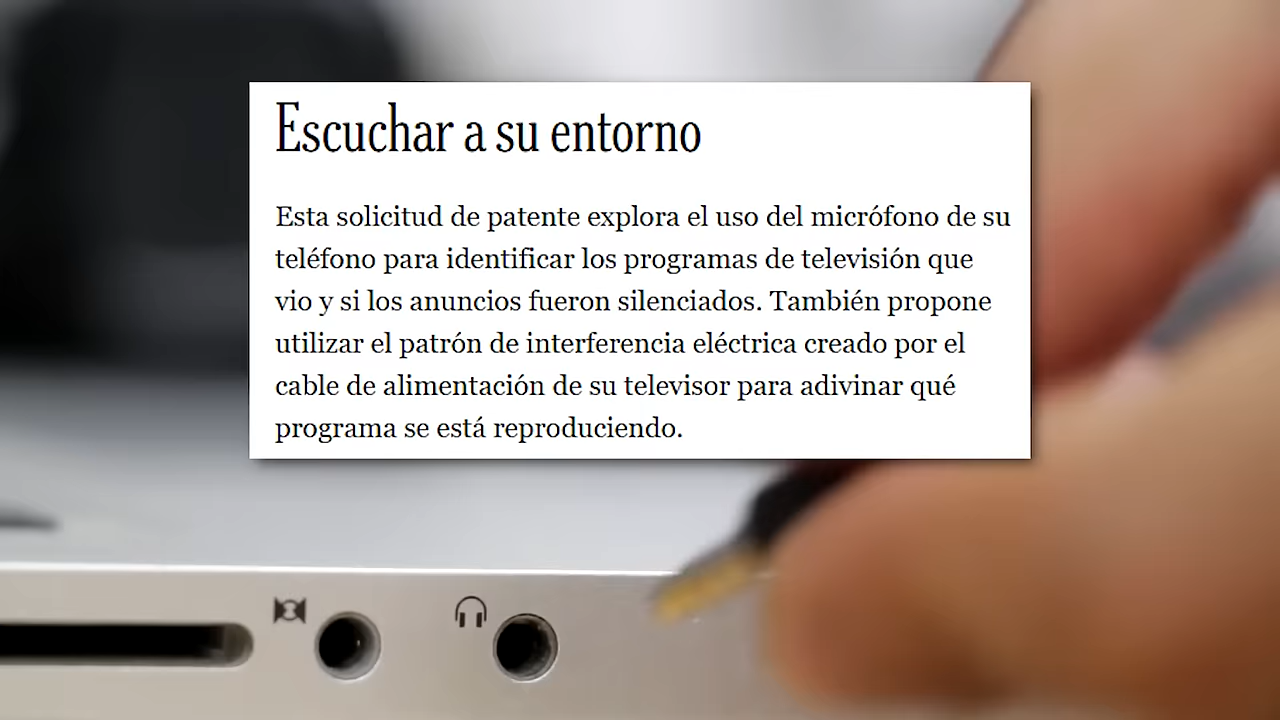 Escuchar a su entorno
Esta solicitud de patente explora el uso del micrófono de su
teléfono para identificar los programas de televisión que
vio y si los anuncios fueron silenciados. También propone
utilizar el patrón de interferencia eléctrica creado por el
cable de alimentación de su televisor para adivinar qué
programa se está reproduciendo.